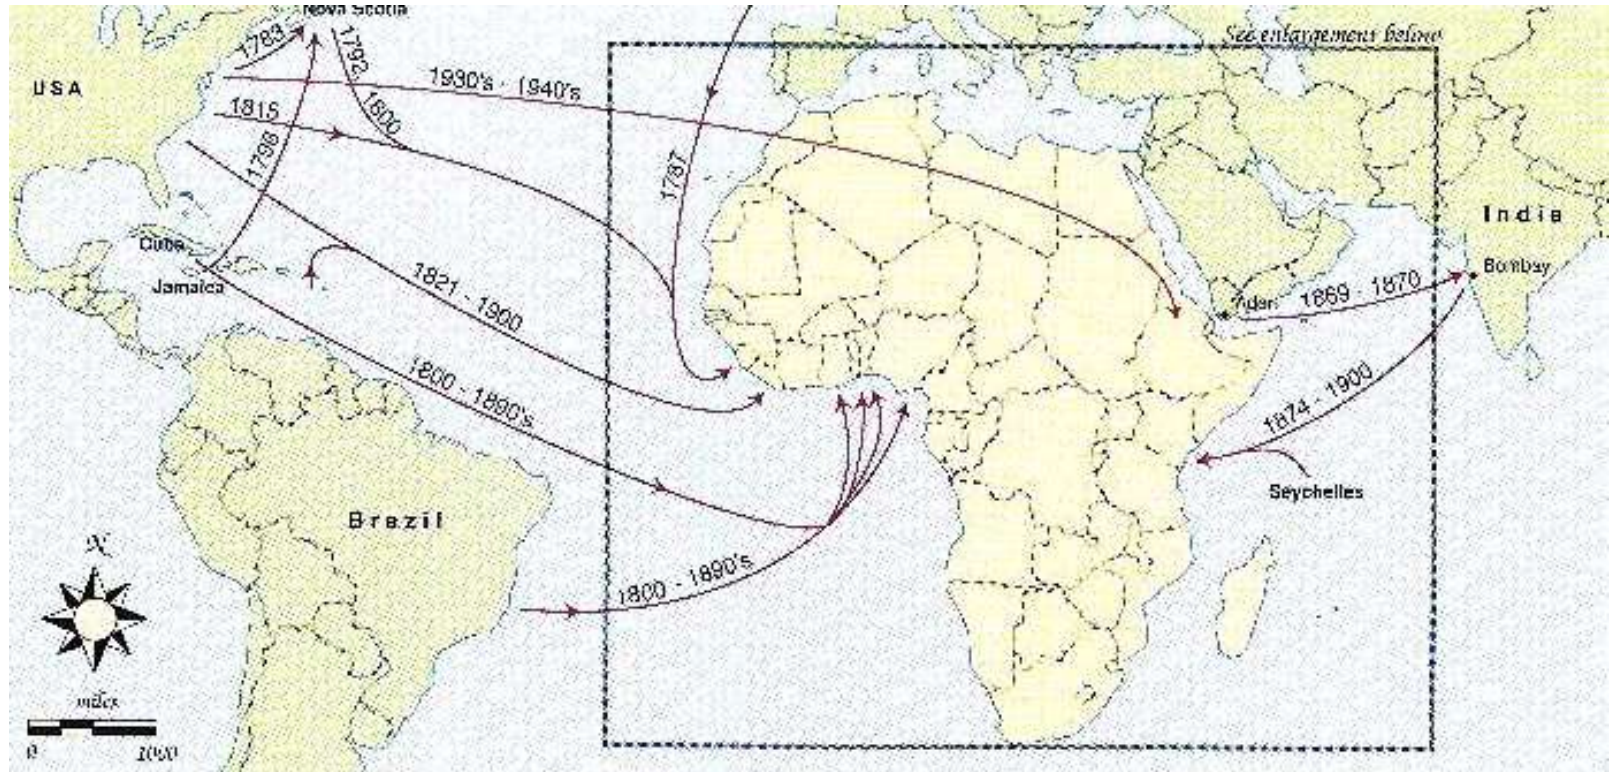 Nova Scotia
See enlargement below
1783
1792
USA
1930's - 1940's
1800
1815
1796
1787
India
Cuba
Bombay
Jamaica
Aden
1869 - 1870
1821 - 1900
1800 - 1890's
1874 - 1900
Seychelles
Brazil
N
1800 - 1890's
miles
0
1000